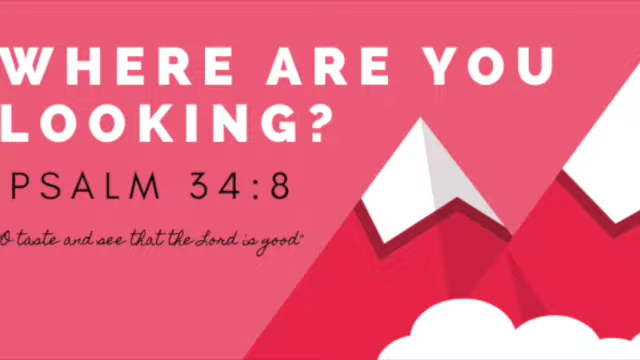 WHERE ARE YOU
LOOKING?
PSALM 34:8
O taste and see that the Lord is good"